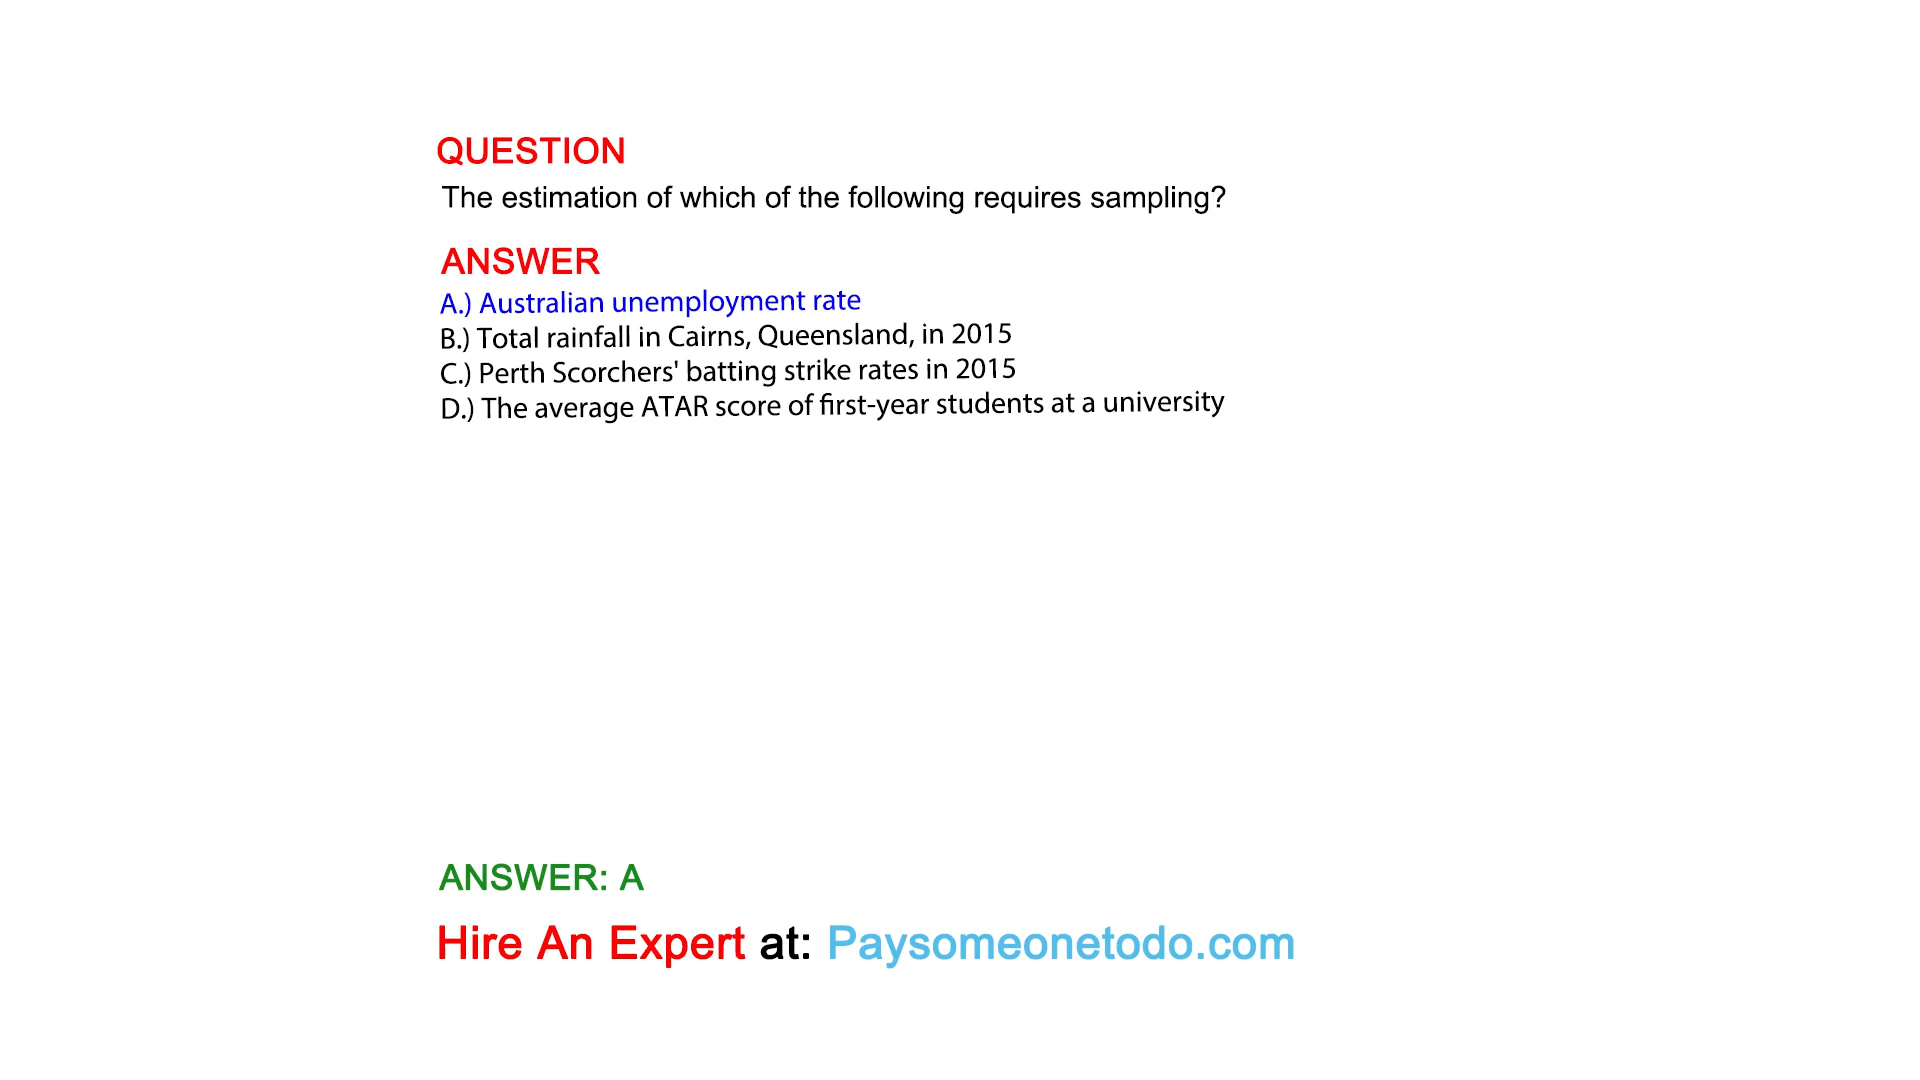 QUESTION
The estimation of which of the following requires sampling?
ANSWER
A.) Australian unemployment rate
B.) Total rainfall in Cairns, Queensland, in 2015
C.) Perth Scorchers' batting strike rates in 2015
D.) The average ATAR score of first-year students at a university
ANSWER: A
Hire An Expert at: Paysomeonetodo.com